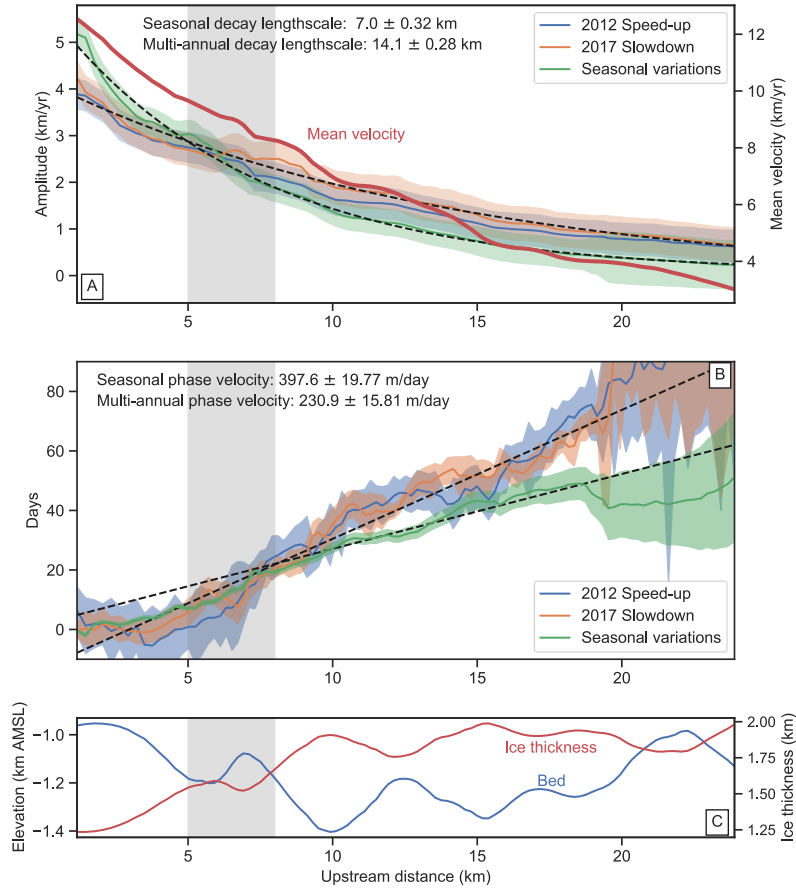 Seasonal decay lengthscale: 7.0 ± 0.32 km
Multi-annual decay lengthscale: 14.1 ± 0.28 km
2012 Speed-up
2017 Slowdown
Seasonal variations
Mean velocity
Amplitude (km/yr)
5
4
3
2
1
0
Mean velocity (km/yr)
12
10
8
6
4
A
5
10
15
20
Seasonal phase velocity: 397.6 ± 19.77 m/day
Multi-annual phase velocity: 230.9 ± 15.81 m/day
B
Days
80
60
40
20
0
2012 Speed-up
2017 Slowdown
Seasonal variations
5
10
15
20
Elevation (km AMSL)
−1.0
−1.2
−1.4
Ice thickness
Bed
Ice thickness (km)
2.00
1.75
1.50
1.25
C
5
10
15
20
Upstream distance (km)